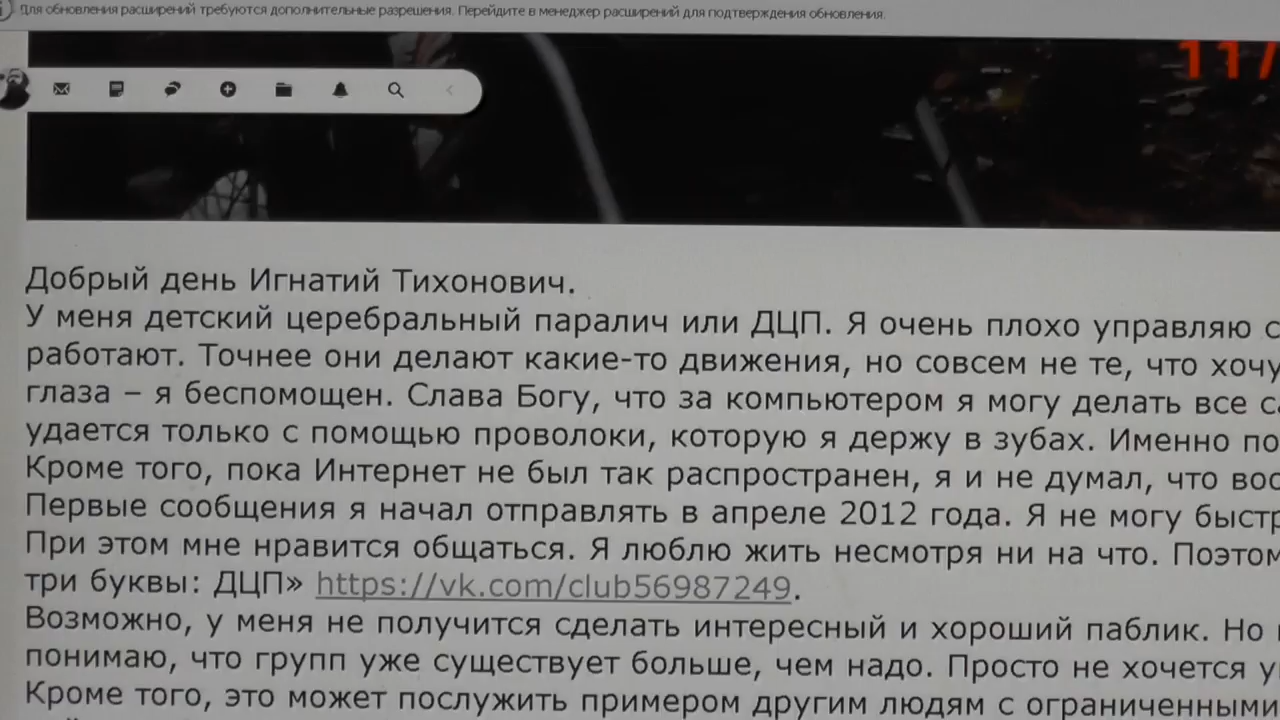 Для обновления расширений требуются дополнительные разрешения. Перейдите в менеджер расширений для подтверждения обновления.
11/
Добрый день Игнатий Тихонович.
У меня детский церебральный паралич или ДЦП. Я очень плохо управляю с
работают. Точнее они делают какие-то движения, но совсем не те, что хочу
глаза – я беспомощен. Слава Богу, что за компьютером я могу делать все с
удается только с помощью проволоки, которую я держу в зубах. Именно по
Кроме того, пока Интернет не был так распространен, я и не думал, что вос
Первые сообщения я начал отправлять в апреле 2012 года. Я не могу быстр
При этом мне нравится общаться. Я люблю жить несмотря ни на что. Поэтом
три буквы: ДЦП» https://vk.com/club56987249.
Возможно, у меня не получится сделать интересный и хороший паблик. Но
понимаю, что групп уже существует больше, чем надо. Просто не хочется у
Кроме того, это может послужить примером другим людям с ограниченными